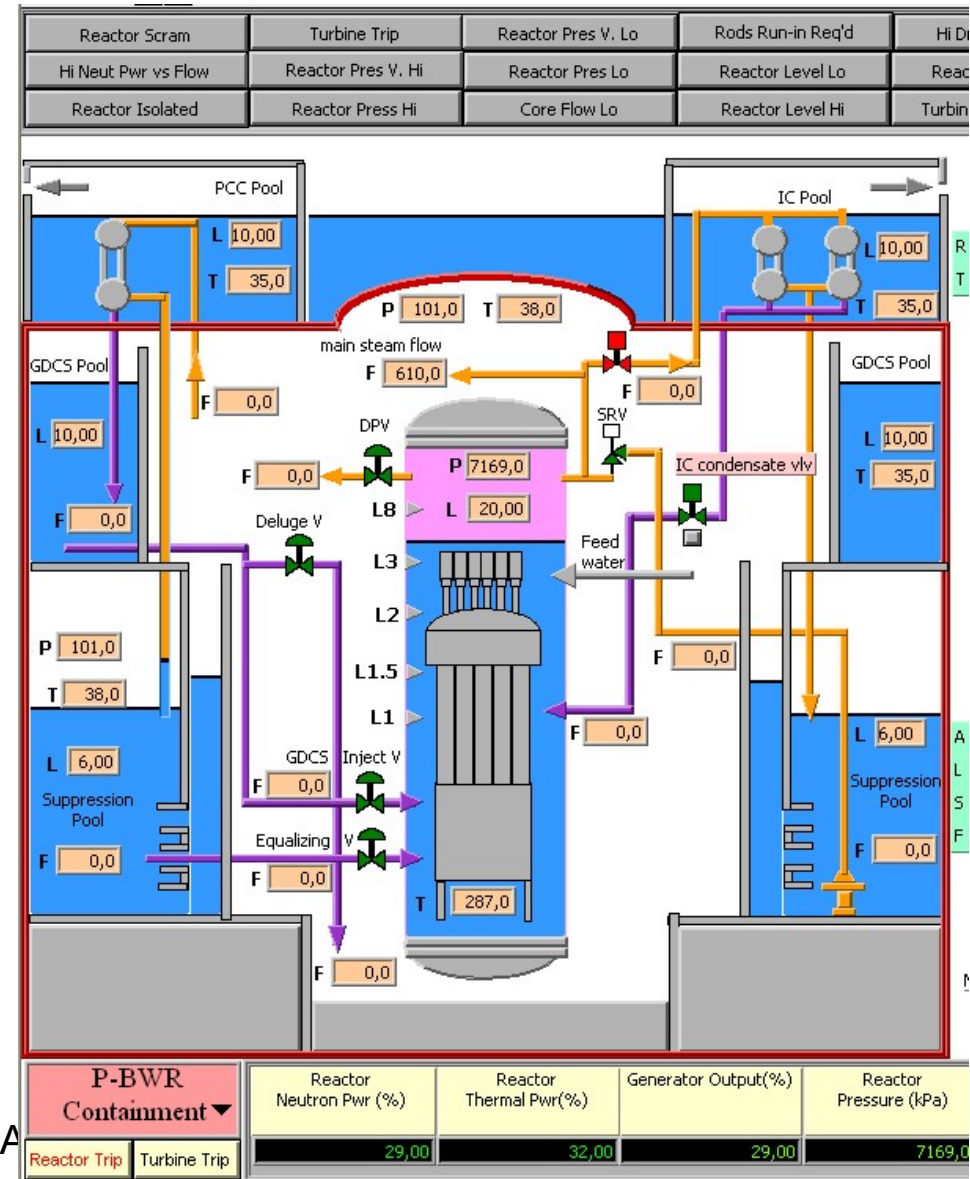 Reactor Scram
Turbine Trip
Reactor Pres V. Lo
Rods Run-in Req'd
Hi Neut Pwr vs Flow
Reactor Pres V. Hi
Reactor Pres Lo
Reactor Level Lo
Reactor Isolated
Reactor Press Hi
Core Flow Lo
Reactor Level Hi
PCC Pool
IC Pool
L 10,00
T 35,0
L 10,00
T 35,0
R
T
P 101,0 T 38,0
main steam flow
F 610,0
GDCS Pool
GDCS Pool
F 0,0
F 0,0
DPV
SRV
L 10,00
L 10,00
T 35,0
F 0,0
P 7169,0
IC condensate vlv
L8
L 20,00
F 0,0
Deluge V
Feed
water
L3
L2
P 101,0
T 38,0
L1.5
F 0,0
L1
F 0,0
L 6,00
L 6,00
GDCS Inject V
F 0,0
Suppression
Pool
Suppression
Pool
Equalizing V
F 0,0
F 0,0
F 0,0
T 287,0
F 0,0
A
L
S
F
P-BWR
Containment
Reactor
Neutron Pwr (%)
Reactor
Thermal Pwr(%)
Generator Output(%)
Reactor
Pressure (kPa)
Reactor Trip
Turbine Trip
29,00
32,00
29,00
7169,0